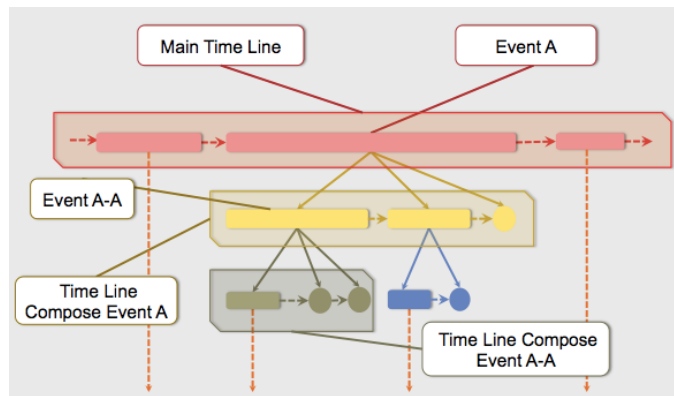 Main Time Line
Event A
Event A-A
Time Line
Compose Event A
Time Line Compose
Event A-A